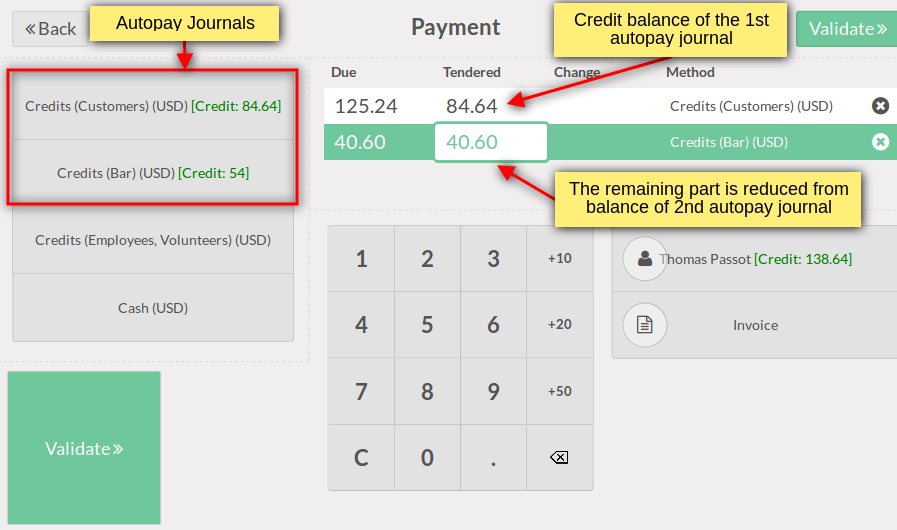 Back
Autopay Journals
Payment
Credit balance of the 1st
autopay journal
Validate
Due Tendered Change Method
Credits (Customers) (USD) [Credit: 84.64]
125.24 84.64 Credits (Customers) (USD)
40.60 40.60 Credits (Bar) (USD)
Credits (Bar) (USD) [Credit: 54]
The remaining part is reduced from
balance of 2nd autopay journal
Credits (Employees, Volunteers) (USD)
Cash (USD)
1 2 3 +10
4 5 6 +20
7 8 9 +50
C 0 .
Thomas Passot [Credit: 138.64]
Invoice
Validate